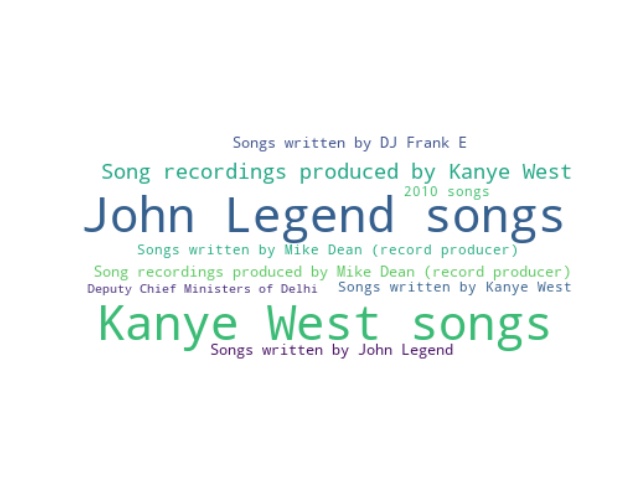 Songs written by DJ Frank E
Song recordings produced by Kanye West
2010 songs
John Legend songs
Songs written by Mike Dean (record producer)
Song recordings produced by Mike Dean (record producer)
Deputy Chief Ministers of Delhi
Songs written by Kanye West
Kanye West songs
Songs written by John Legend